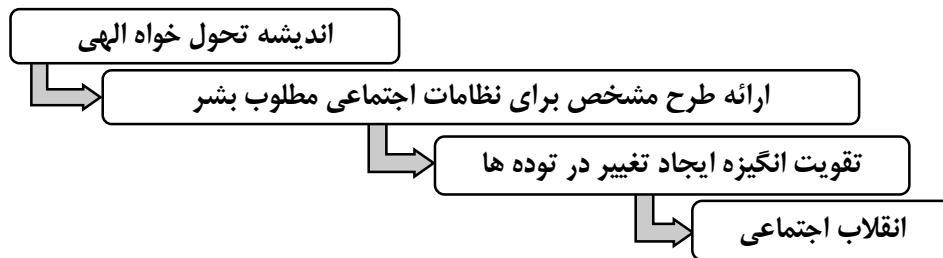 اندیشه تحول خواه الهی
ارائه طرح مشخص برای نظامات اجتماعی مطلوب بشر
تقویت انگیزه ایجاد تغییر در توده ها
انقلاب اجتماعی